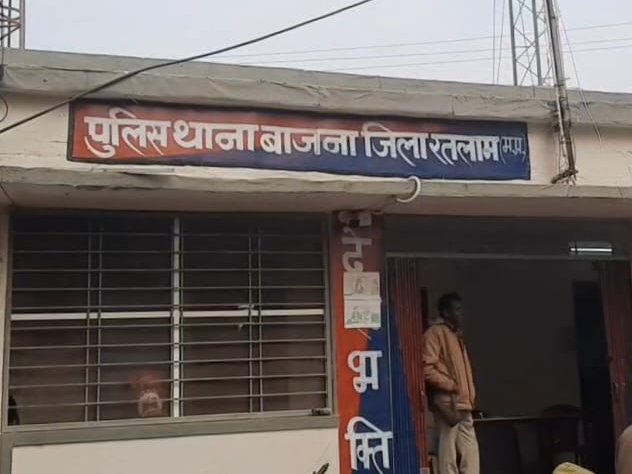 पुलिस थाना बाजना जिला रतलाम (म.प्र.)
भ
क्ति